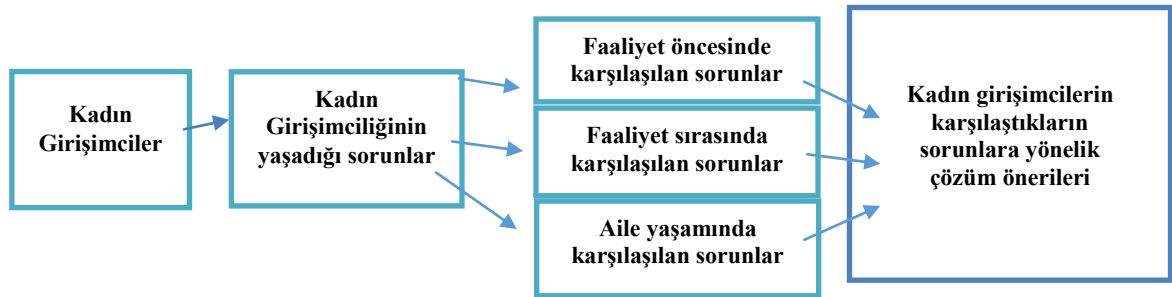 Kadın
Girişimciler
Kadın
Girişimciliğinin
yaşadığı sorunlar
Faaliyet öncesinde
karşılaşılan sorunlar
Faaliyet sırasında
karşılaşılan sorunlar
Aile yaşamında
karşılaşılan sorunlar
Kadın girişimcilerin
karşılaştıkların
sorunlara yönelik
çözüm önerileri